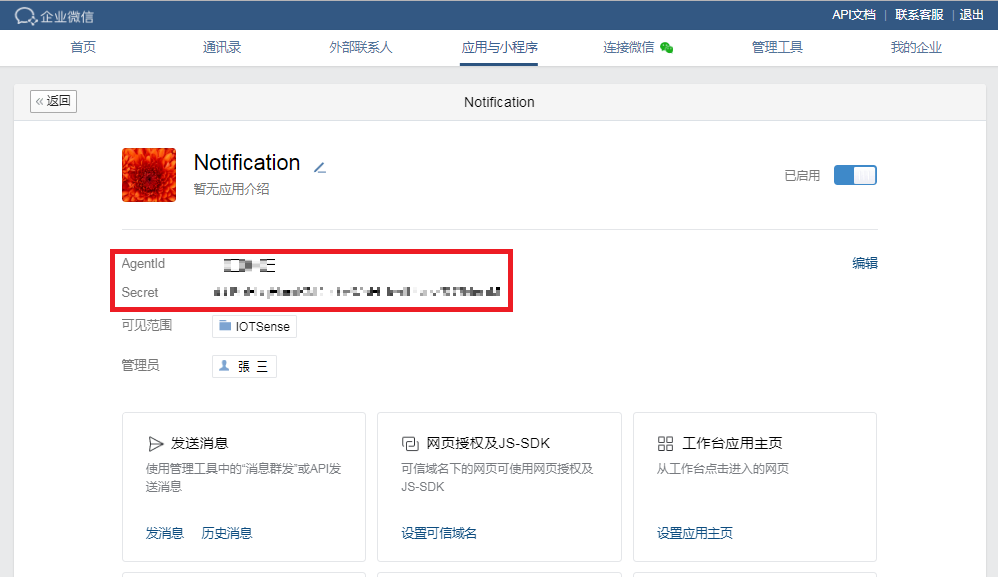 企业微信
API文档 | 联系客服 | 退出
首页 通讯录 外部联系人 应用与小程序 连接微信 管理工具 我的企业
« 返回 Notification
Notification
暂无应用介绍
已启用
AgentId
编辑
Secret
可见范围 IOTSense
管理员 張 三
发送消息
使用管理工具中的“消息群发”或API发
送消息
发消息 历史消息
网页授权及JS-SDK
可信域名下的网页可使用网页授权及
JS-SDK
设置可信域名
工作台应用主页
从工作台点击进入的网页
设置应用主页